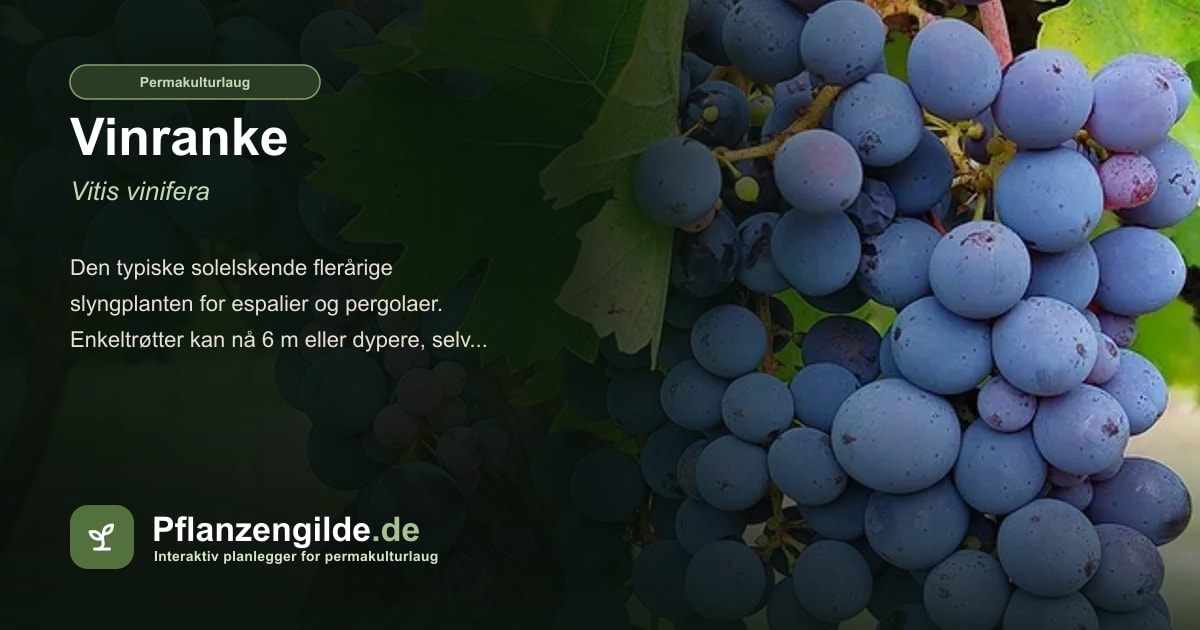 Permakulturlaug
Vinranke
Vitis vinifera
Den typiske solelskende flerårige
slyngplanten for espalier og pergolaer.
Enkeltrøtter kan nå 6 m eller dypere, selv...
Pflanzengilde.de
Interaktiv planlegger for permakulturlaug